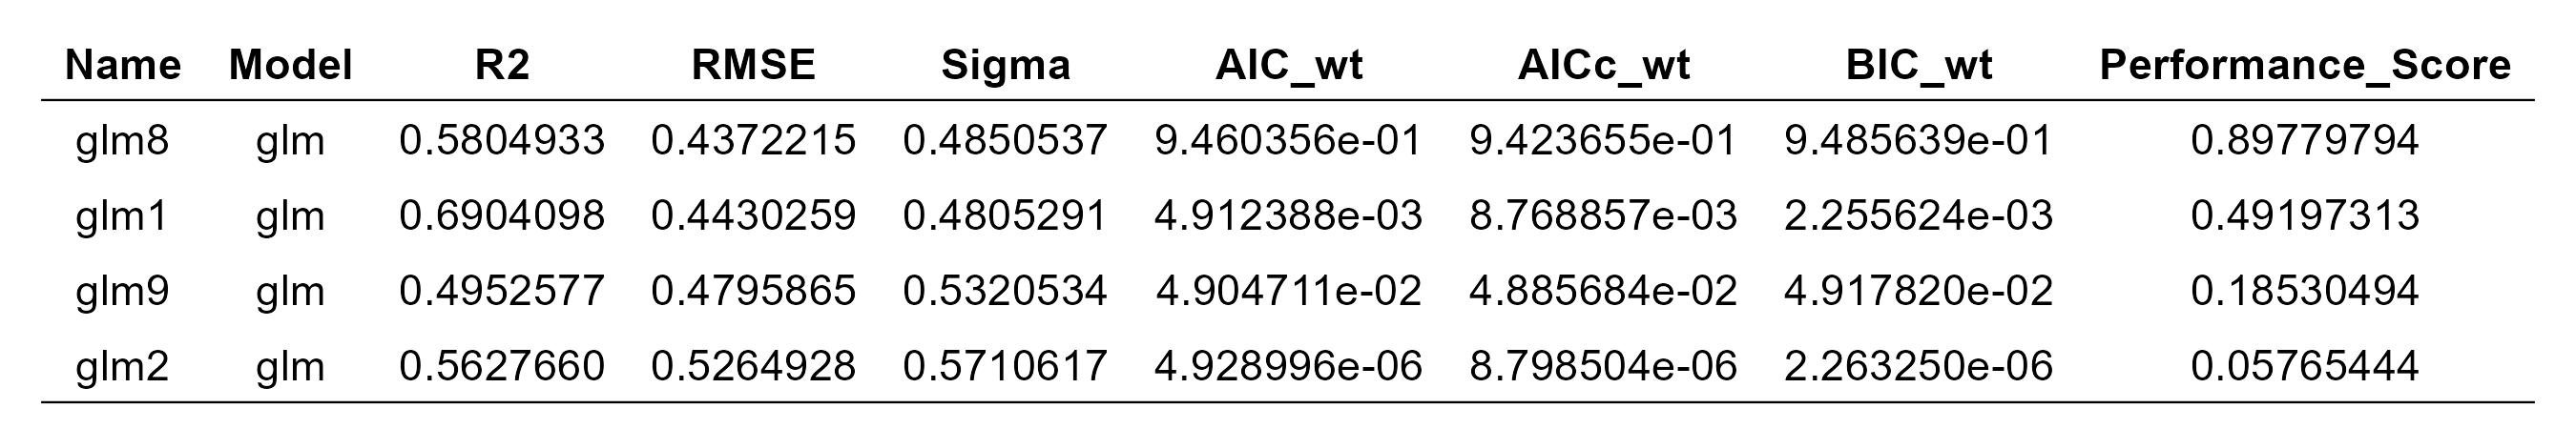 Name Model R2 RMSE Sigma AIC_wt AICc_wt BIC_wt Performance_Score
glm8 glm 0.5804933 0.4372215 0.4850537 9.460356e-01 9.423655e-01 9.485639e-01 0.89779794
glm1 glm 0.6904098 0.4430259 0.4805291 4.912388e-03 8.768857e-03 2.255624e-03 0.49197313
glm9 glm 0.4952577 0.4795865 0.5320534 4.904711e-02 4.885684e-02 4.917820e-02 0.18530494
glm2 glm 0.5627660 0.5264928 0.5710617 4.928996e-06 8.798504e-06 2.263250e-06 0.05765444